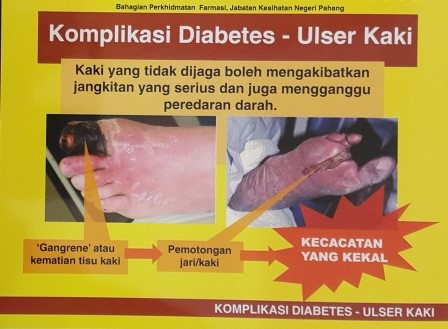 Bahagian Perkhidmatan Farmasi, Jabatan Kesihatan Negeri Pahang
Komplikasi Diabetes - Ulser Kaki
Kaki yang tidak dijaga boleh mengakibatkan
jangkitan yang serius dan juga mengganggu
peredaran darah.
'Gangrene' atau
kematian tisu kaki
Pemotongan
jari/kaki
KECACATAN
YANG KEKAL
KOMPLIKASI DIABETES - ULSER KAKI